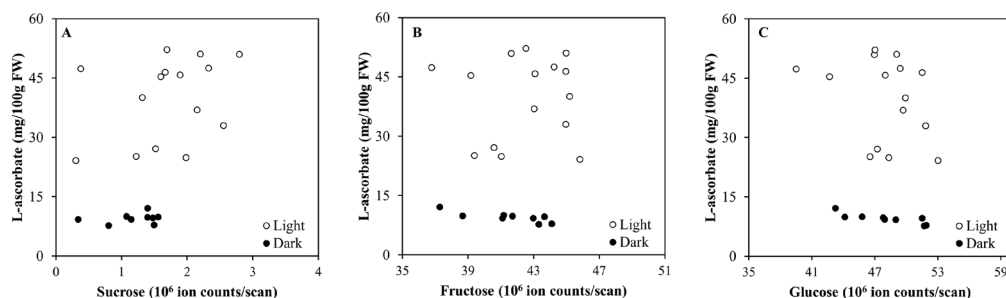 A
L-ascorbate (mg/100g FW)
60
45
30
15
0
Light
Dark
0 1 2 3 4
Sucrose (10⁶ ion counts/scan)
B
L-ascorbate (mg/100g FW)
60
45
30
15
0
Light
Dark
35 39 43 47 51
Fructose (10⁶ ion counts/scan)
C
L-ascorbate (mg/100g FW)
60
45
30
15
0
Light
Dark
35 41 47 53 59
Glucose (10⁶ ion counts/scan)